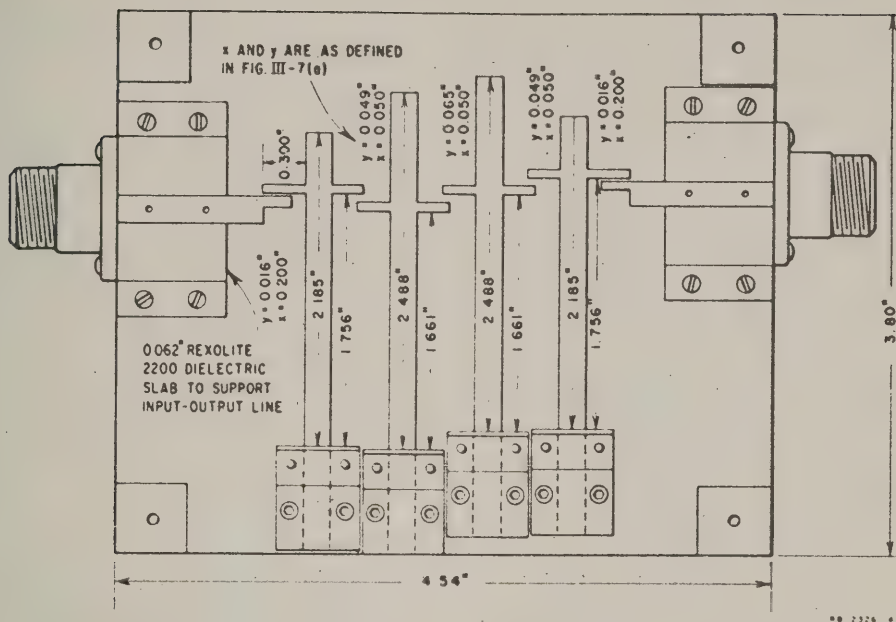 x AND y ARE AS DEFINED
IN FIG. III-7(a)
0.300"
y = 0.049"
x = 0.050"
y = 0.065"
x = 0.050"
y = 0.049"
x = 0.050"
y = 0.016"
x = 0.200"
y = 0.016"
x = 0.200"
2.185"
1.756"
2.488"
1.661"
2.488"
1.661"
2.185"
1.756"
3.80"
0.062" REXOLITE
2200 DIELECTRIC
SLAB TO SUPPORT
INPUT-OUTPUT LINE
4.54"